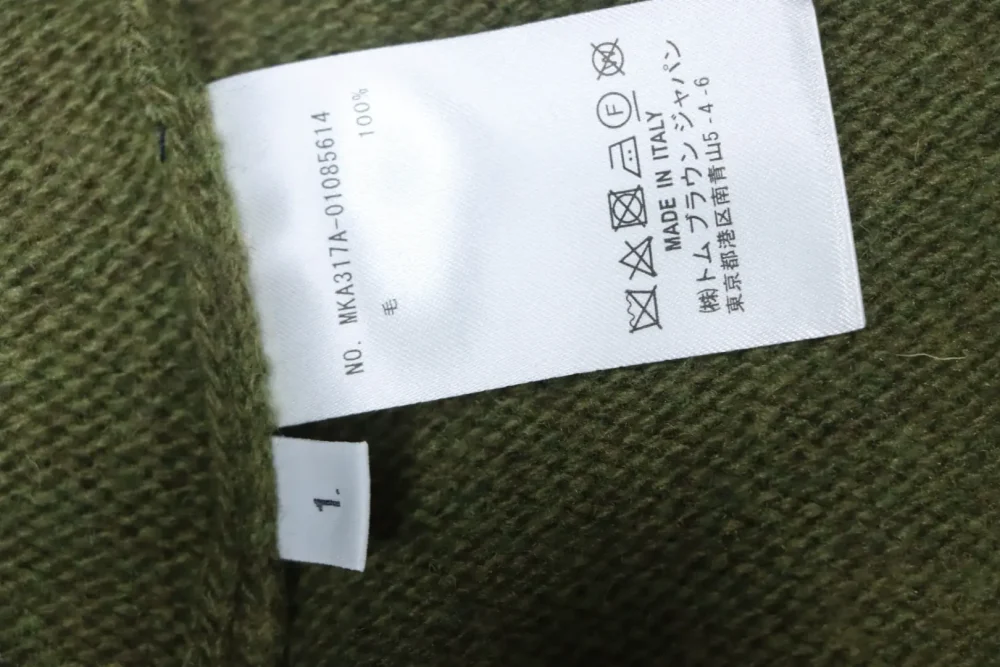 NO. MKA317A-01085614
毛 100%
F
MADE IN ITALY
㈱トム ブラウン ジャパン
東京都港区南青山5-4-6
1.